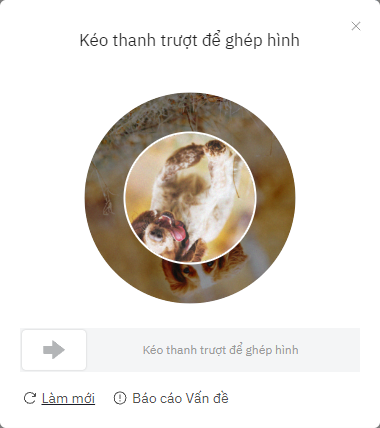 Kéo thanh trượt để ghép hình
Kéo thanh trượt để ghép hình
Làm mới Báo cáo Vấn đề